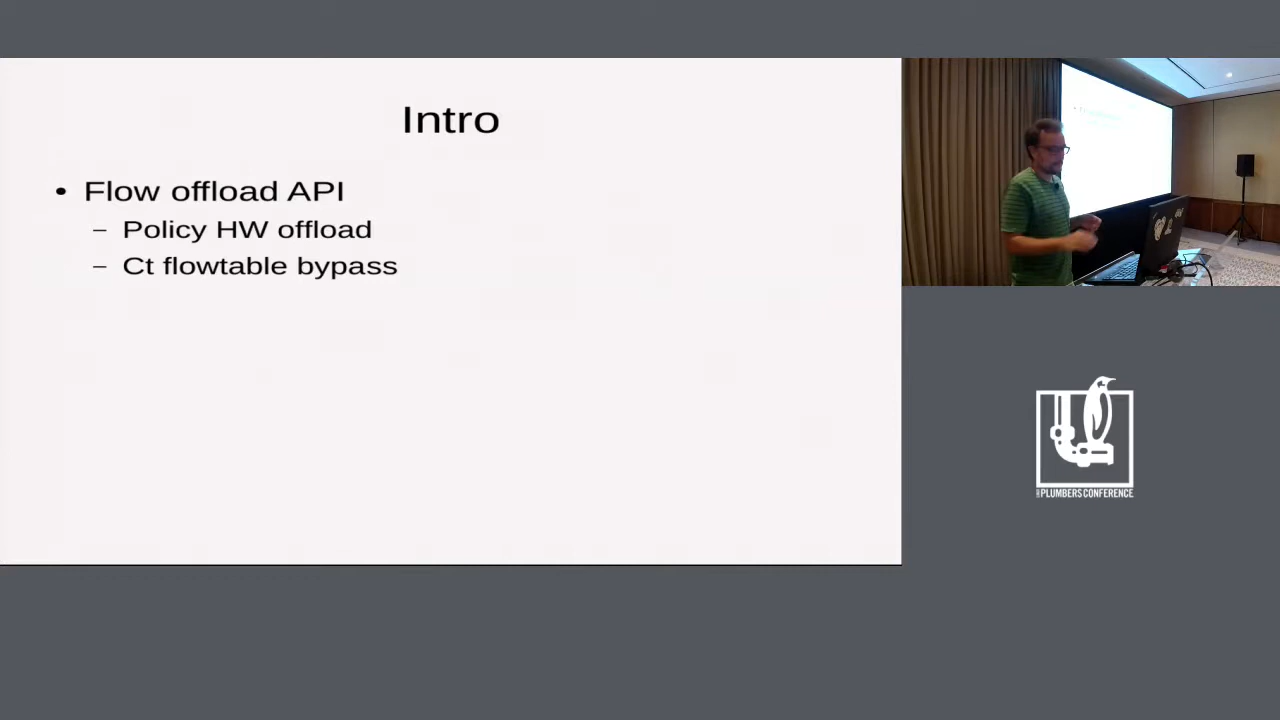 Intro
• Flow offload API
– Policy HW offload
– Ct flowtable bypass
PLUMBERS CONFERENCE